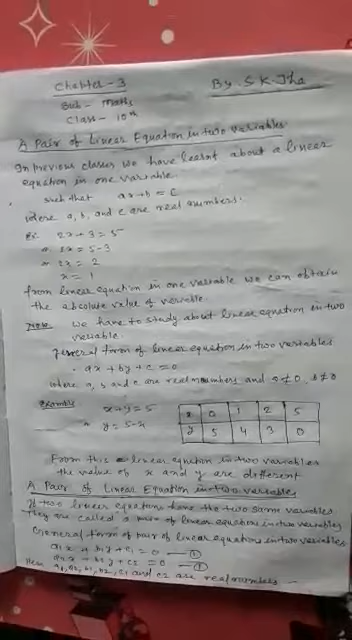 Chapter-3 By. S.K. Jha
Sub- Maths
Class- 10th
A Pair of Linear Equation in two variables
In previous classes we have learnt about a linear
equation in one variable.
such that ax+b = c
where a, b, and c are real numbers.
Ex. 2x+3=5
or 2x = 5-3
or 2x = 2
x = 1
from linear equation in one variable we can obtain
the absolute value of variable.
Now we have to study about linear equation in two
variable.
general form of linear equation in two variables
ax + by + c = 0
where a, b and c are real numbers and a≠0, b≠0
Example x+y=5
or y=5-x
x 0 1 2 5
y 5 4 3 0
From this linear equation in two variables
the value of x and y are different
A Pair of Linear Equation in two variables
If two linear equations have the two same variables
They are called a pair of linear equations in two variables
General form of pair of linear equations in two variables
a1x + b1y + c1 = 0 — ①
a2x + b2y + c2 = 0 — ②
Here a1, a2, b1, b2, c1 and c2 are real numbers —